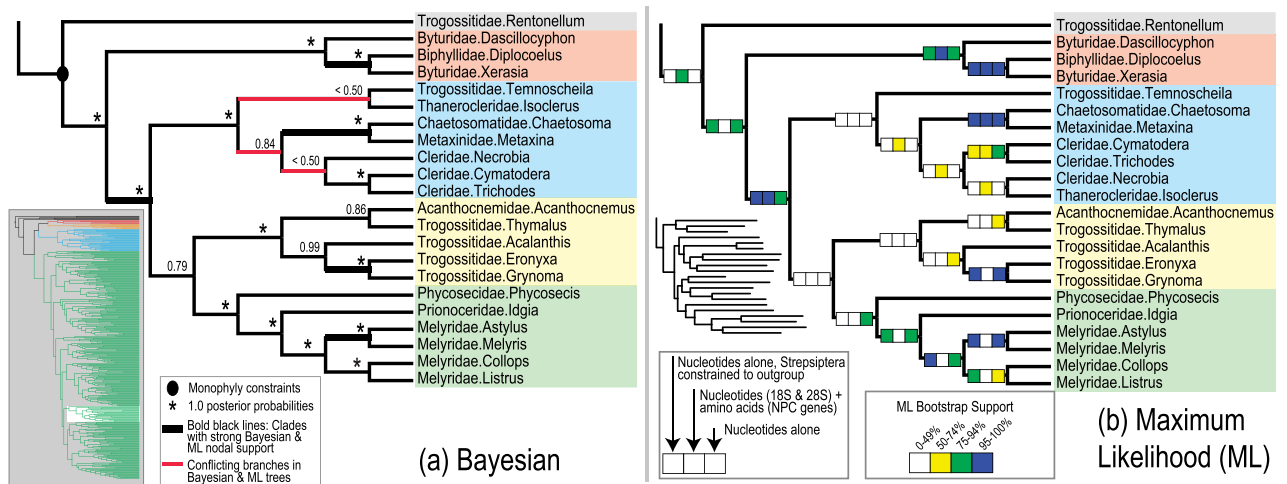 Trogossitidae.Rentonellum
Byturidae.Dascillocyphon
Biphyllidae.Diplocoelus
Byturidae.Xerasia
Trogossitidae.Temnoscheila
Thanerocleridae.Isoclerus
Chaetosomatidae.Chaetosoma
Metaxinidae.Metaxina
Cleridae.Necrobia
Cleridae.Cymatodera
Cleridae.Trichodes
Acanthocnemidae.Acanthocnemus
Trogossitidae.Thymalus
Trogossitidae.Acalanthis
Trogossitidae.Eronyxa
Trogossitidae.Grynoma
Phycosecidae.Phycosecis
Prionoceridae.Idgia
Melyridae.Astylus
Melyridae.Melyris
Melyridae.Collops
Melyridae.Listrus
*
*
*
< 0.50
*
*
0.84
< 0.50
*
*
*
0.86
*
0.99
*
0.79
*
*
*
*
Monophyly constraints
* 1.0 posterior probabilities
Bold black lines: Clades
with strong Bayesian &
ML nodal support
Conflicting branches in
Bayesian & ML trees
(a) Bayesian
Trogossitidae.Rentonellum
Byturidae.Dascillocyphon
Biphyllidae.Diplocoelus
Byturidae.Xerasia
Trogossitidae.Temnoscheila
Chaetosomatidae.Chaetosoma
Metaxinidae.Metaxina
Cleridae.Cymatodera
Cleridae.Trichodes
Cleridae.Necrobia
Thanerocleridae.Isoclerus
Acanthocnemidae.Acanthocnemus
Trogossitidae.Thymalus
Trogossitidae.Acalanthis
Trogossitidae.Eronyxa
Trogossitidae.Grynoma
Phycosecidae.Phycosecis
Prionoceridae.Idgia
Melyridae.Astylus
Melyridae.Melyris
Melyridae.Collops
Melyridae.Listrus
Nucleotides alone, Strepsiptera
constrained to outgroup
Nucleotides (18S & 28S) +
amino acids (NPC genes)
Nucleotides alone
ML Bootstrap Support
0-49%
50-74%
75-94%
95-100%
(b) Maximum
Likelihood (ML)